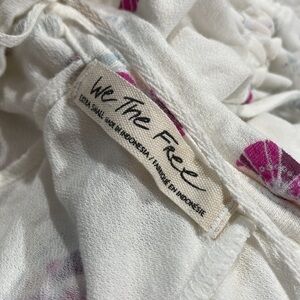 We The Free
EXTRA SMALL MADE IN INDONESIA / FABRIQUÉ EN INDONÉSIE